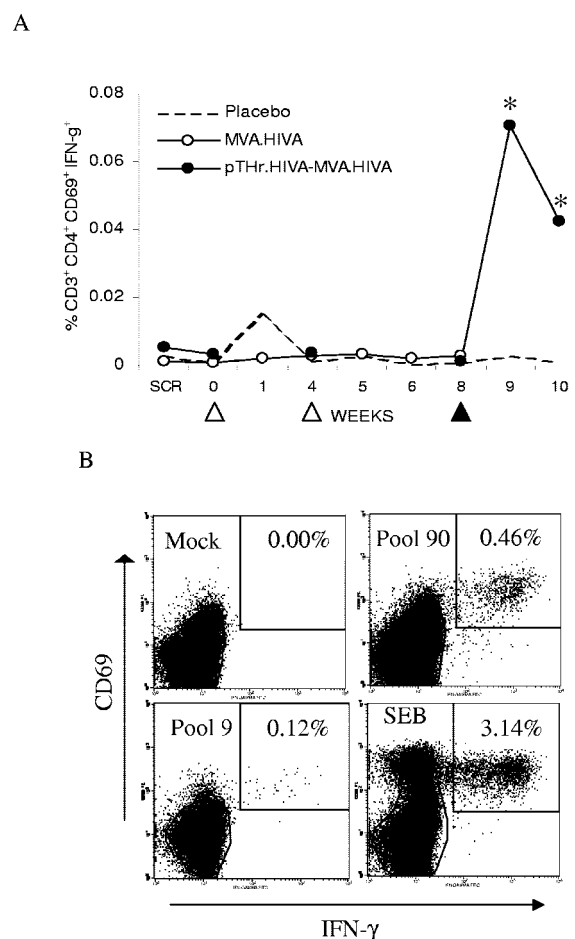 A
% CD3+ CD4+ CD69+ IFN-g+
0.08
0.06
0.04
0.02
0
Placebo
MVA.HIVA
pTHr.HIVA-MVA.HIVA
*
*
SCR 0 1 4 5 6 8 9 10
WEEKS
B
CD69
Mock 0.00%
Pool 90 0.46%
Pool 9 0.12%
SEB 3.14%
IFN-γ